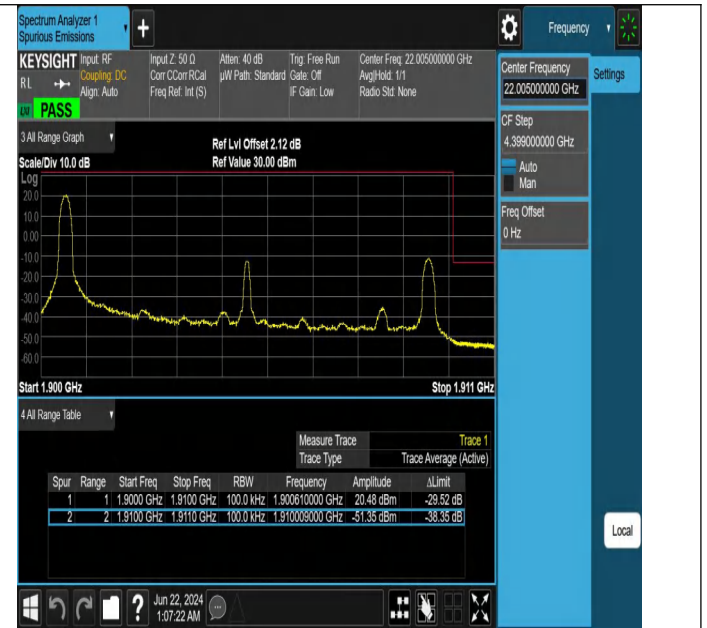 Spectrum Analyzer 1
Spurious Emissions
Frequency
KEYSIGHT
RL
PASS
Input: RF
Coupling: DC
Align: Auto
Input Z: 50 Ω
Corr CCorr RCal
Freq Ref: Int (S)
Atten: 40 dB
µW Path: Standard
Trig: Free Run
Gate: Off
IF Gain: Low
Center Freq: 22.005000000 GHz
Avg|Hold: 1/1
Radio Std: None
Center Frequency
22.005000000 GHz
Settings
CF Step
4.399000000 GHz
Auto
Man
Freq Offset
0 Hz
3 All Range Graph
Scale/Div 10.0 dB
Ref Lvl Offset 2.12 dB
Ref Value 30.00 dBm
Log
20.0
10.0
0.00
-10.0
-20.0
-30.0
-40.0
-50.0
-60.0
Start 1.900 GHz
Stop 1.911 GHz
4 All Range Table
Measure Trace Trace 1
Trace Type Trace Average (Active)
Spur Range Start Freq Stop Freq RBW Frequency Amplitude ΔLimit
1 1 1.9000 GHz 1.9100 GHz 100.0 kHz 1.900610000 GHz 20.48 dBm -29.52 dB
2 2 1.9100 GHz 1.9110 GHz 100.0 kHz 1.910009000 GHz -51.35 dBm -38.35 dB
Local
Jun 22, 2024
1:07:22 AM